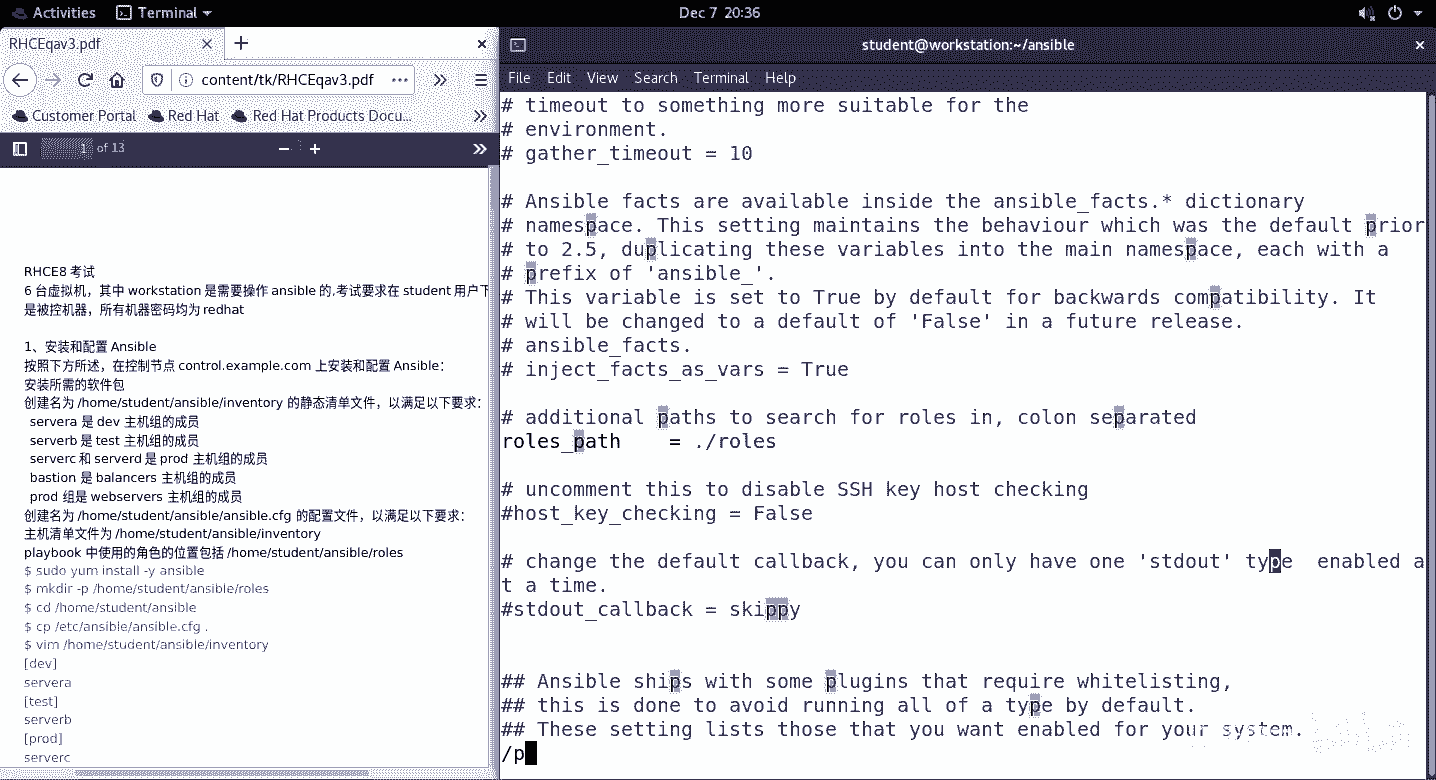 Activities Terminal Dec 7 20:36
RHCEqav3.pdf
content/tk/RHCEqav3.pdf
Customer Portal Red Hat Red Hat Products Docu...
1 of 13
RHCE8 考试
6 台虚拟机，其中 workstation 是需要操作 ansible 的,考试要求在 student 用户下
是被控机器，所有机器密码均为 redhat
1、安装和配置 Ansible
按照下方所述，在控制节点 control.example.com 上安装和配置 Ansible：
安装所需的软件包
创建名为 /home/student/ansible/inventory 的静态清单文件，以满足以下要求：
servera 是 dev 主机组的成员
serverb 是 test 主机组的成员
serverc 和 serverd 是 prod 主机组的成员
bastion 是 balancers 主机组的成员
prod 组是 webservers 主机组的成员
创建名为 /home/student/ansible/ansible.cfg 的配置文件，以满足以下要求：
主机清单文件为 /home/student/ansible/inventory
playbook 中使用的角色的位置包括 /home/student/ansible/roles
$ sudo yum install -y ansible
$ mkdir -p /home/student/ansible/roles
$ cd /home/student/ansible
$ cp /etc/ansible/ansible.cfg .
$ vim /home/student/ansible/inventory
[dev]
servera
[test]
serverb
[prod]
serverc
student@workstation:~/ansible
File Edit View Search Terminal Help
# timeout to something more suitable for the
# environment.
# gather_timeout = 10
# Ansible facts are available inside the ansible_facts.* dictionary
# namespace. This setting maintains the behaviour which was the default prior
# to 2.5, duplicating these variables into the main namespace, each with a
# prefix of 'ansible_'.
# This variable is set to True by default for backwards compatibility. It
# will be changed to a default of 'False' in a future release.
# ansible_facts.
# inject_facts_as_vars = True
# additional paths to search for roles in, colon separated
roles_path    = ./roles
# uncomment this to disable SSH key host checking
#host_key_checking = False
# change the default callback, you can only have one 'stdout' type  enabled a
t a time.
#stdout_callback = skippy
## Ansible ships with some plugins that require whitelisting,
## this is done to avoid running all of a type by default.
## These setting lists those that you want enabled for your system.
/p